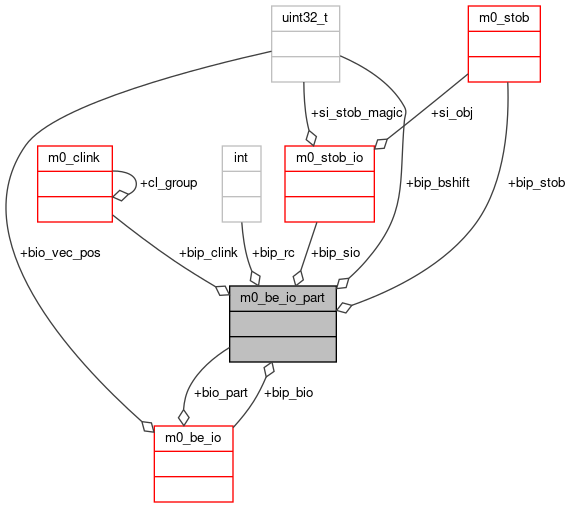 uint32_t
m0_stob
+si_stob_magic
+si_obj
m0_clink
int
m0_stob_io
+cl_group
+bip_bshift
+bip_stob
+bio_vec_pos
+bip_clink
+bip_rc
+bip_sio
m0_be_io_part
+bio_part
+bip_bio
m0_be_io